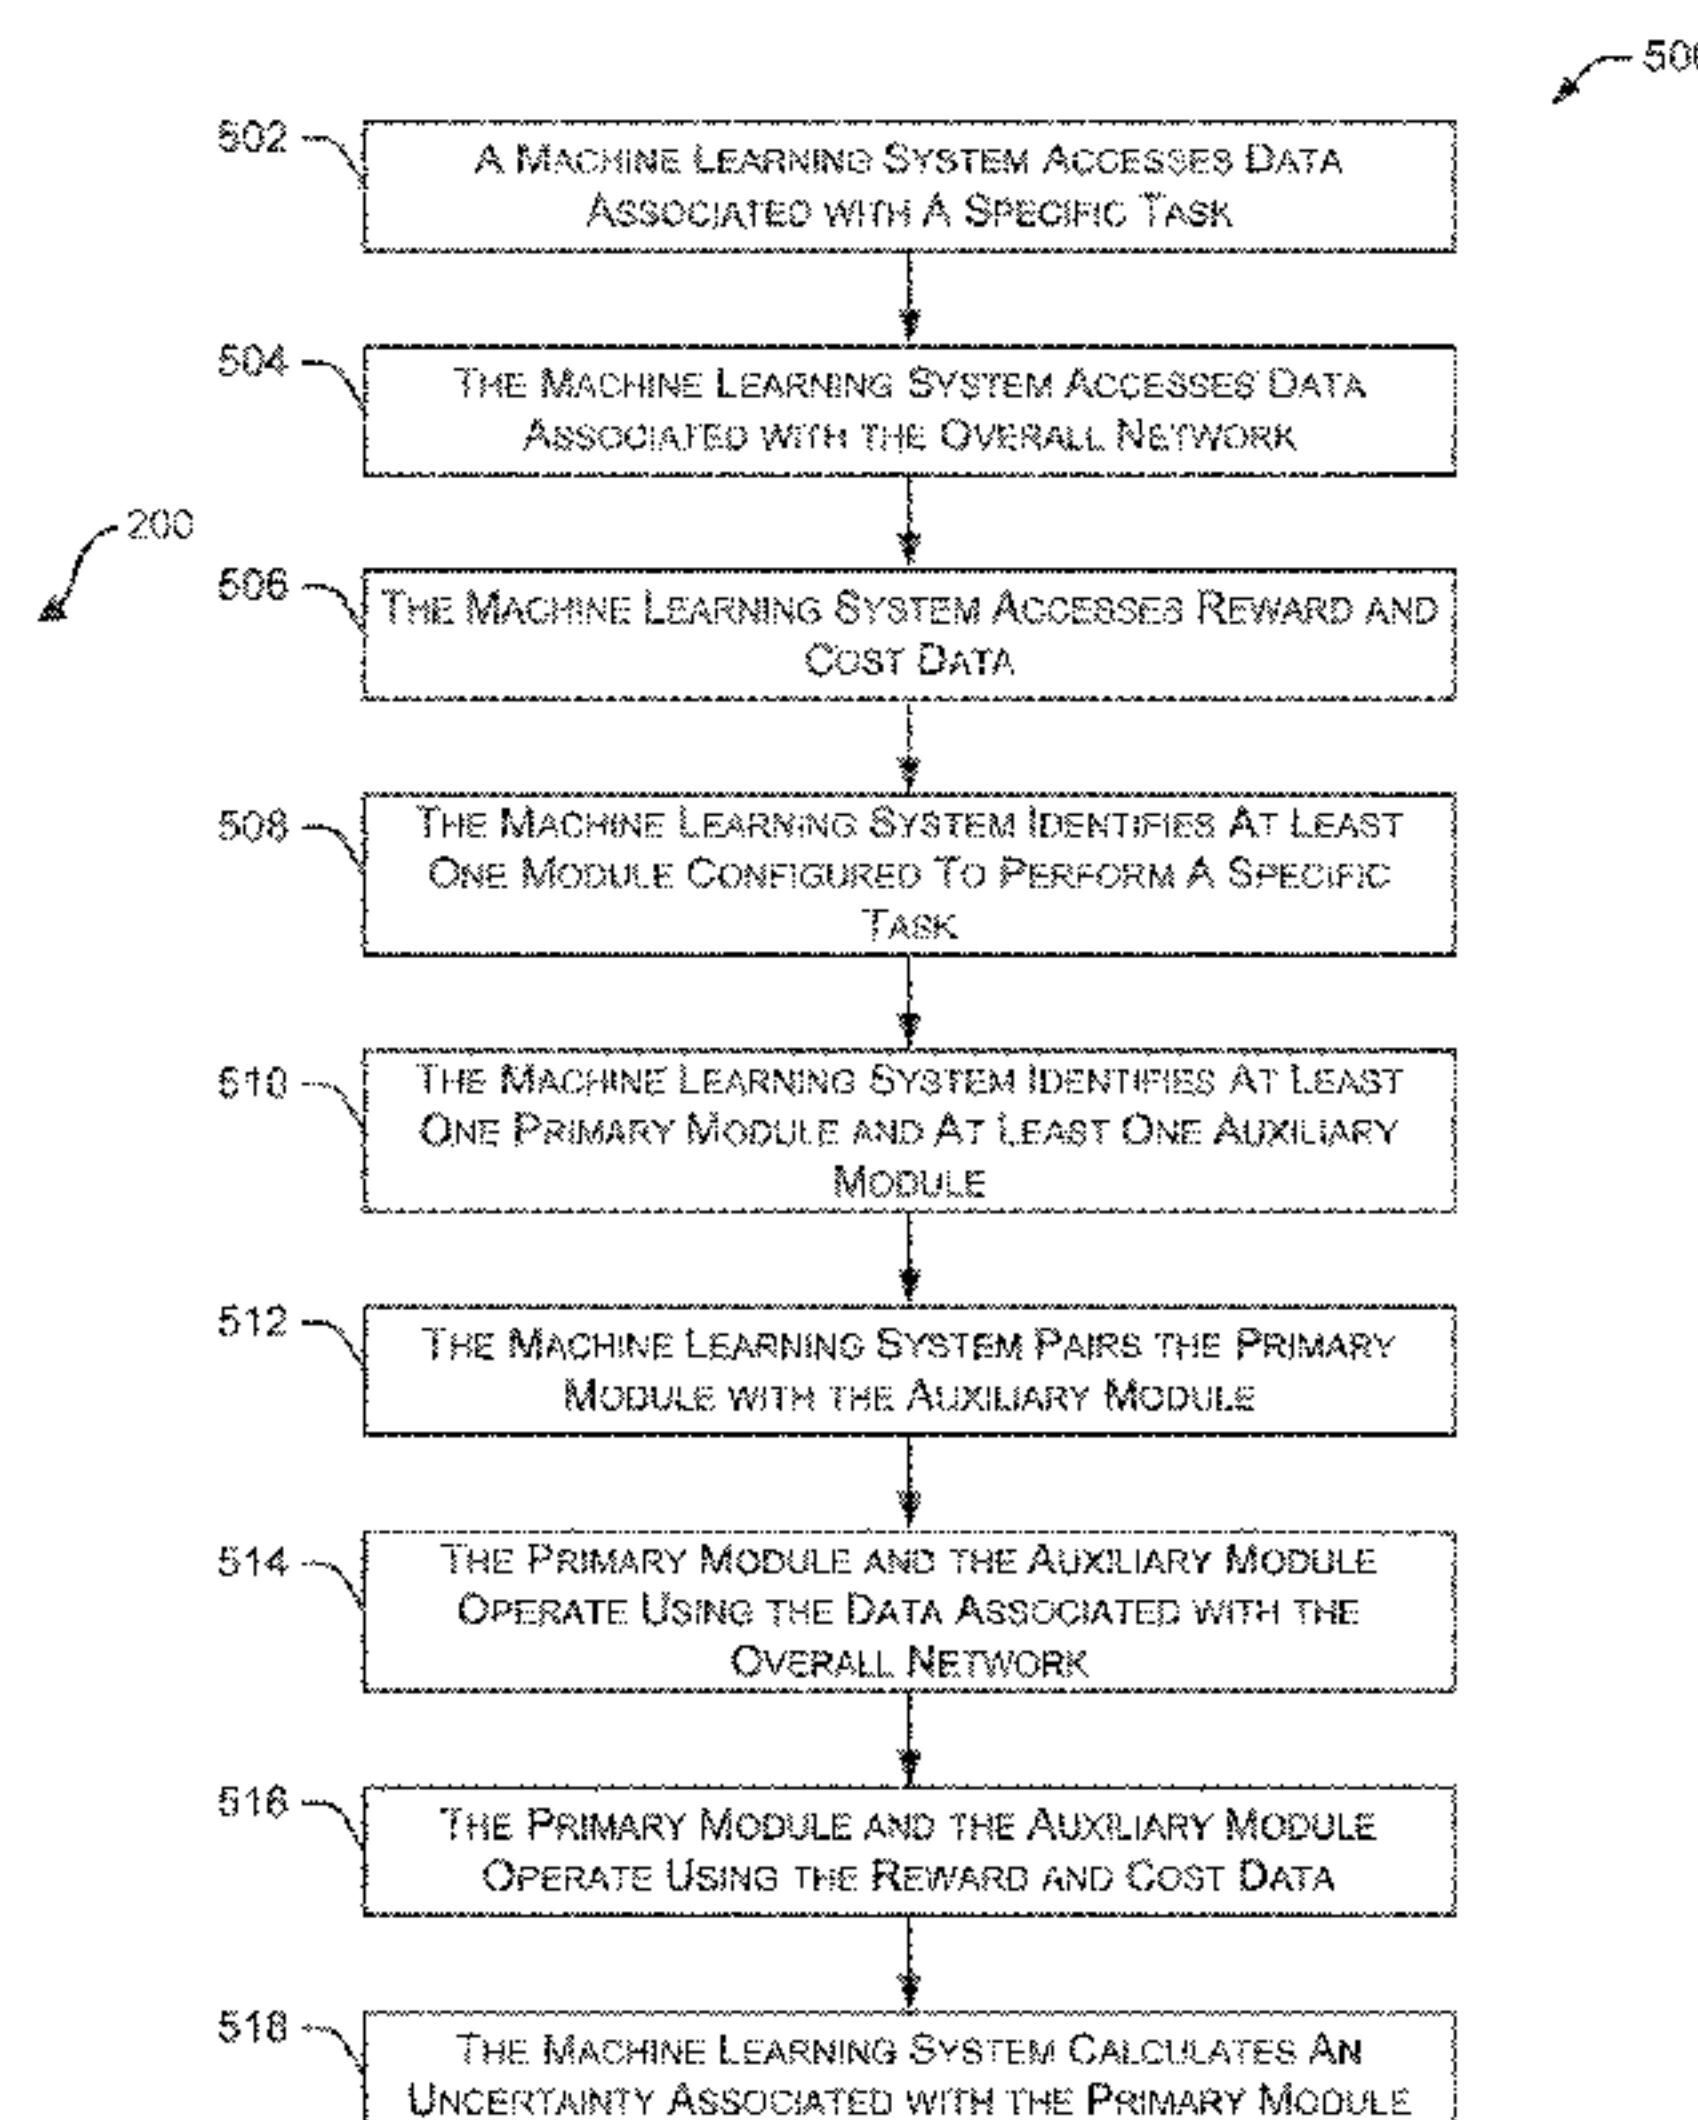 502
A MACHINE LEARNING SYSTEM ACCESSES DATA
ASSOCIATED WITH A SPECIFIC TASK
504
THE MACHINE LEARNING SYSTEM ACCESSES DATA
ASSOCIATED WITH THE OVERALL NETWORK
200
506
THE MACHINE LEARNING SYSTEM ACCESSES REWARD AND
COST DATA
508
THE MACHINE LEARNING SYSTEM IDENTIFIES AT LEAST
ONE MODULE CONFIGURED TO PERFORM A SPECIFIC
TASK
510
THE MACHINE LEARNING SYSTEM IDENTIFIES AT LEAST
ONE PRIMARY MODULE AND AT LEAST ONE AUXILIARY
MODULE
512
THE MACHINE LEARNING SYSTEM PAIRS THE PRIMARY
MODULE WITH THE AUXILIARY MODULE
514
THE PRIMARY MODULE AND THE AUXILIARY MODULE
OPERATE USING THE DATA ASSOCIATED WITH THE
OVERALL NETWORK
516
THE PRIMARY MODULE AND THE AUXILIARY MODULE
OPERATE USING THE REWARD AND COST DATA
518
THE MACHINE LEARNING SYSTEM CALCULATES AN
UNCERTAINTY ASSOCIATED WITH THE PRIMARY MODULE